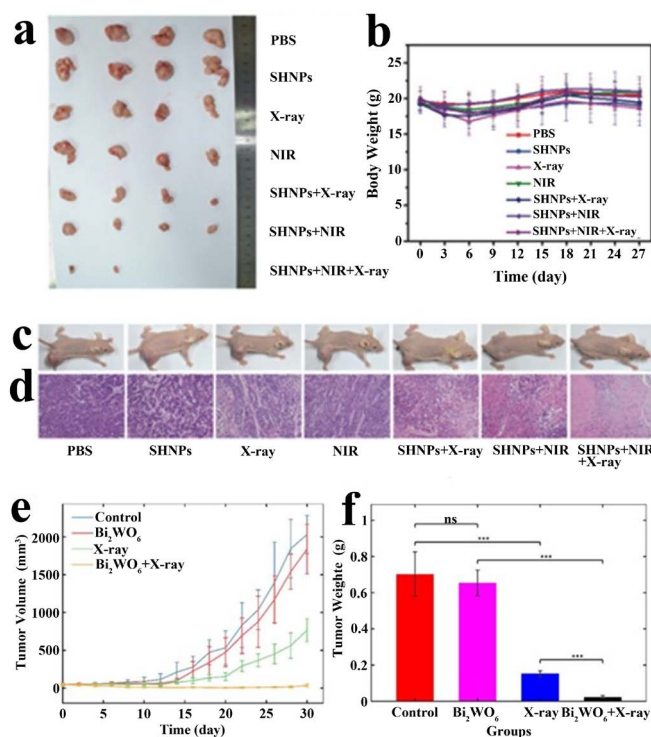 a
PBS
SHNPs
X-ray
NIR
SHNPs+X-ray
SHNPs+NIR
SHNPs+NIR+X-ray
b
Body Weight (g)
25
20
15
10
5
0
PBS
SHNPs
X-ray
NIR
SHNPs+X-ray
SHNPs+NIR
SHNPs+NIR+X-ray
0 3 6 9 12 15 18 21 24 27
Time (day)
c
d
PBS SHNPs X-ray NIR SHNPs+X-ray SHNPs+NIR SHNPs+NIR
+X-ray
e
Tumor Volume (mm³)
2000
1500
1000
500
0
Control
Bi₂WO₆
X-ray
Bi₂WO₆+X-ray
0 5 10 15 20 25 30
Time (day)
f
Tumor Weighte (g)
1
0.8
0.6
0.4
0.2
0
ns
***
***
***
Control Bi₂WO₆ X-ray Bi₂WO₆+X-ray
Groups